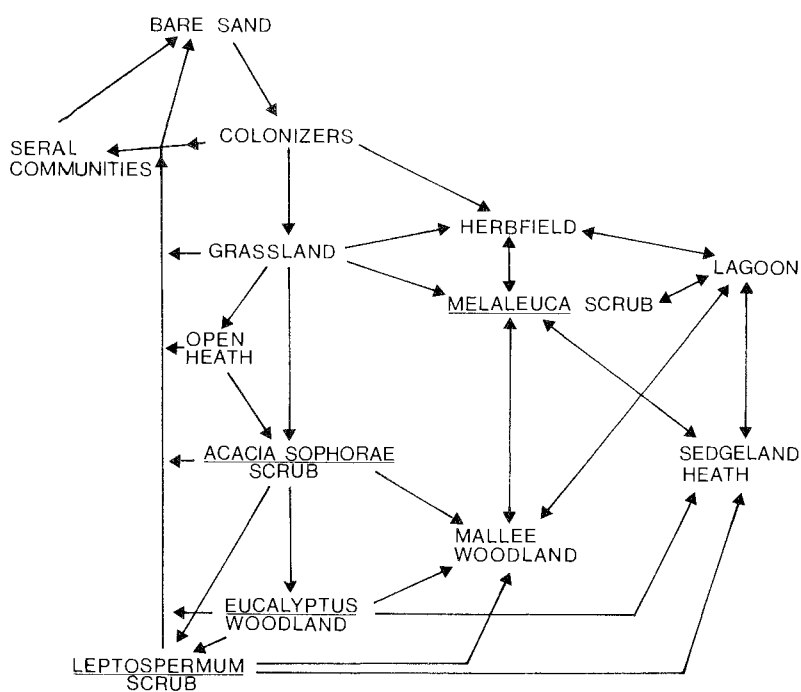 BARE SAND
COLONIZERS
SERAL
COMMUNITIES
HERBFIELD
GRASSLAND
LAGOON
MELALEUCA SCRUB
OPEN
HEATH
ACACIA SOPHORAE
SCRUB
SEDGELAND
HEATH
MALLEE
WOODLAND
EUCALYPTUS
WOODLAND
LEPTOSPERMUM
SCRUB